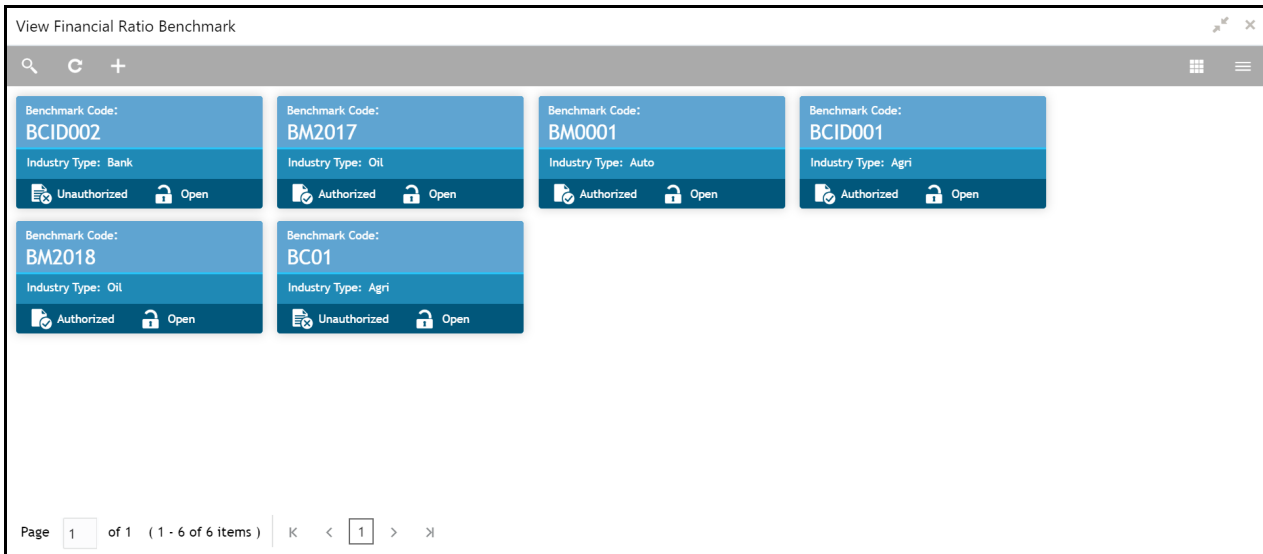 View Financial Ratio Benchmark
Benchmark Code:
BCID002
Industry Type: Bank
Unauthorized Open
Benchmark Code:
BM2017
Industry Type: Oil
Authorized Open
Benchmark Code:
BM0001
Industry Type: Auto
Authorized Open
Benchmark Code:
BCID001
Industry Type: Agri
Authorized Open
Benchmark Code:
BM2018
Industry Type: Oil
Authorized Open
Benchmark Code:
BC01
Industry Type: Agri
Unauthorized Open
Page 1 of 1 ( 1 - 6 of 6 items ) 1